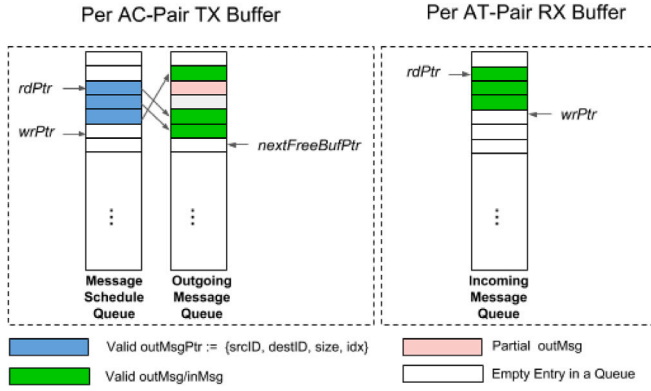 Per AC-Pair TX Buffer
Per AT-Pair RX Buffer
rdPtr
wrPtr
nextFreeBufPtr
rdPtr
wrPtr
⋮
⋮
⋮
Message
Schedule
Queue
Outgoing
Message
Queue
Incoming
Message
Queue
Valid outMsgPtr := {srcID, destID, size, idx}
Partial outMsg
Valid outMsg/inMsg
Empty Entry in a Queue